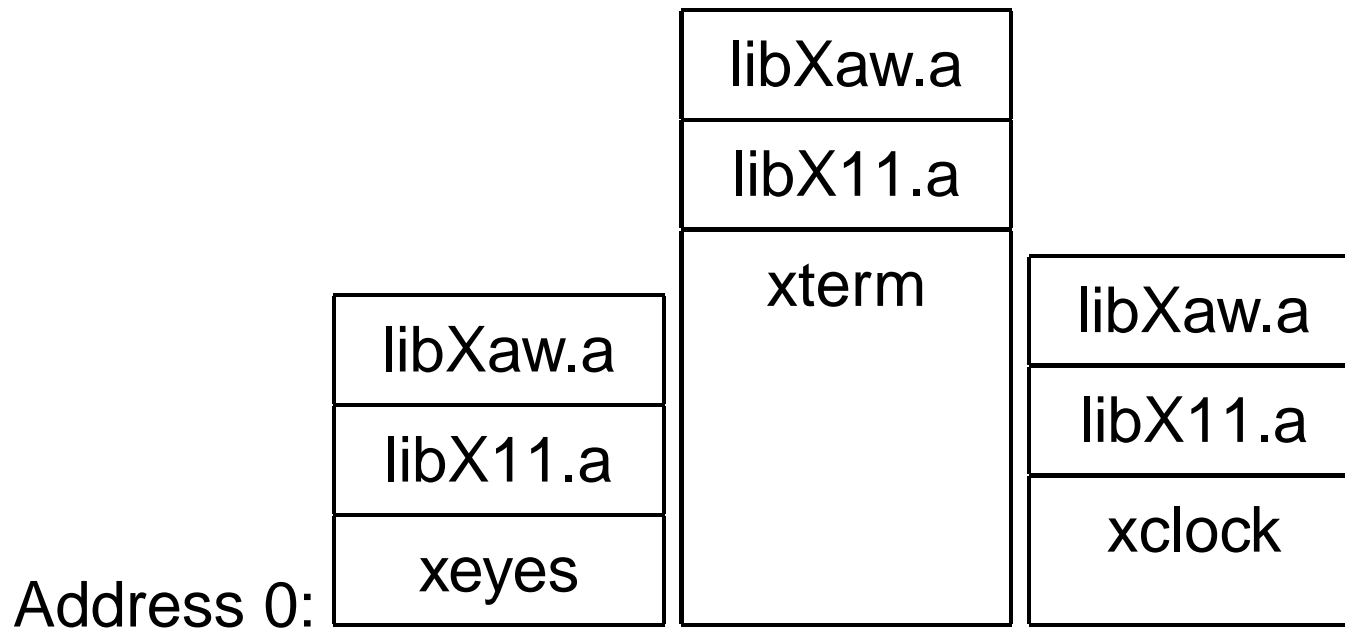 libXaw.a
libX11.a
xterm
libXaw.a
libX11.a
xeyes
libXaw.a
libX11.a
xclock
Address 0: